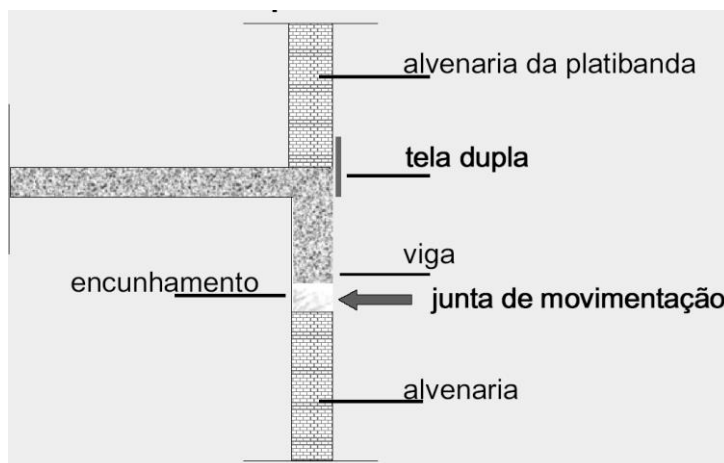 alvenaria da platibanda
tela dupla
viga
encunhamento
junta de movimentação
alvenaria